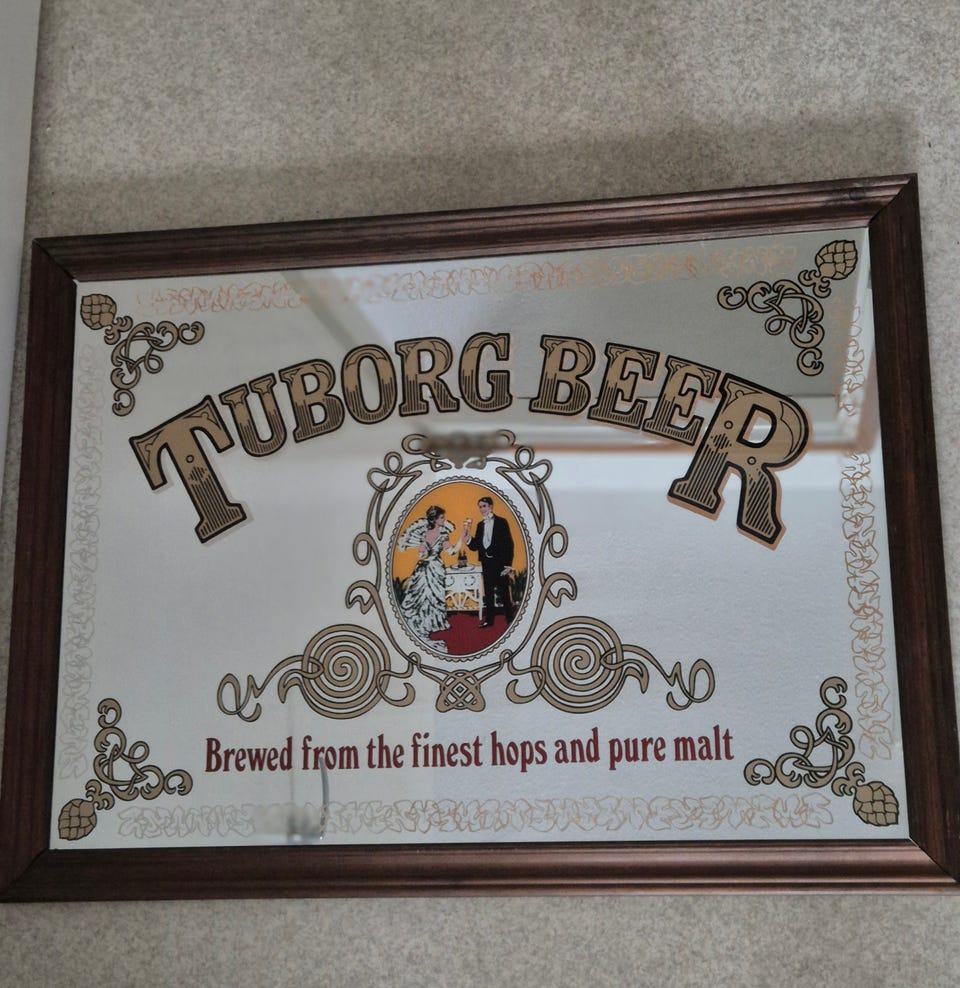 TUBORG BEER
Brewed from the finest hops and pure malt